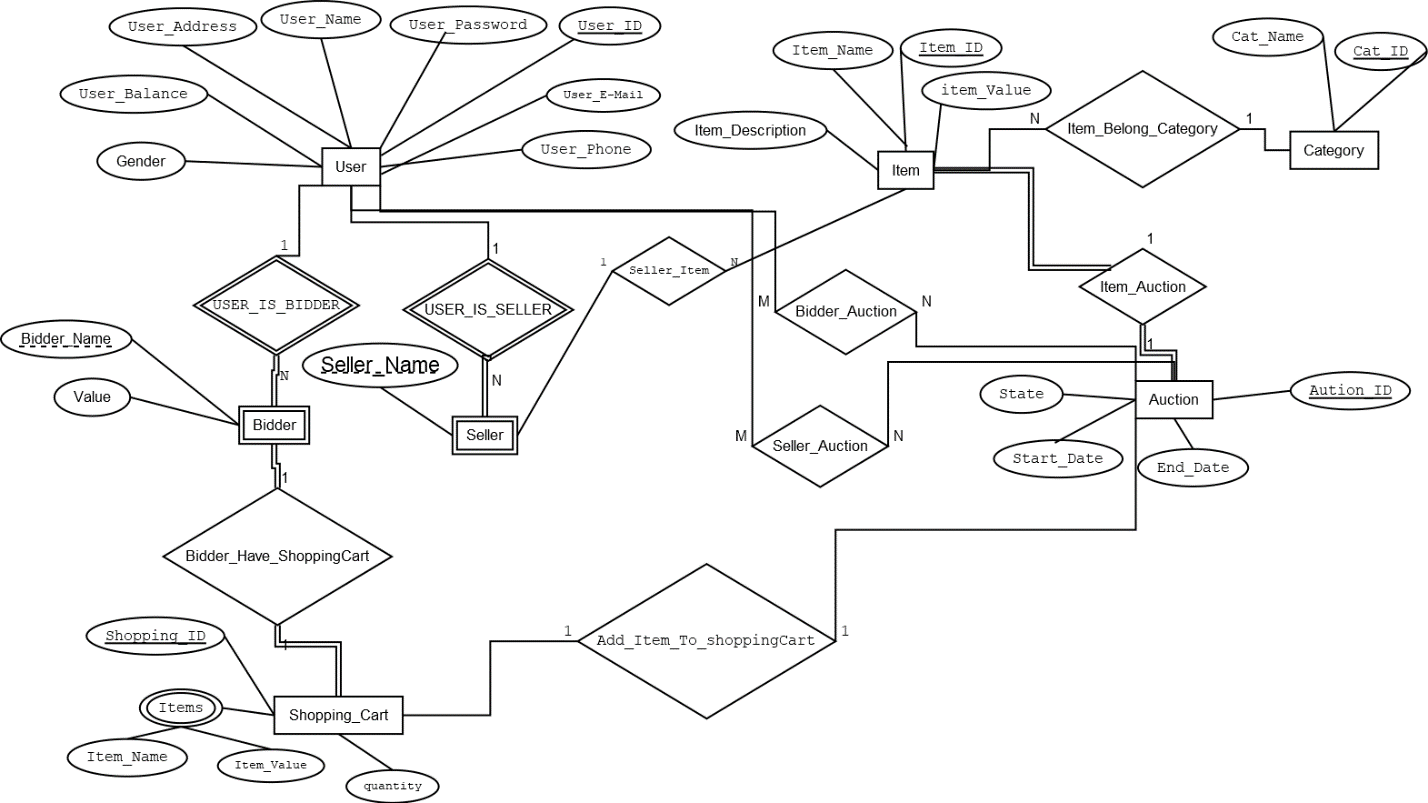 User_Address
User_Name
User_Password
User_ID
User_Balance
User_E-Mail
Gender
User_Phone
User
Item_Name
Item_ID
item_Value
Item_Description
Item
N
Item_Belong_Category
1
Cat_Name
Cat_ID
Category
1
USER_IS_BIDDER
N
1
USER_IS_SELLER
N
1
Seller_Item
N
M
Bidder_Auction
N
1
Item_Auction
1
Bidder_Name
Value
Bidder
Seller_Name
Seller
M
Seller_Auction
N
State
Auction
Aution_ID
Start_Date
End_Date
1
Bidder_Have_ShoppingCart
1
Shopping_ID
Items
Item_Name
Item_Value
Shopping_Cart
quantity
1
Add_Item_To_shoppingCart
1